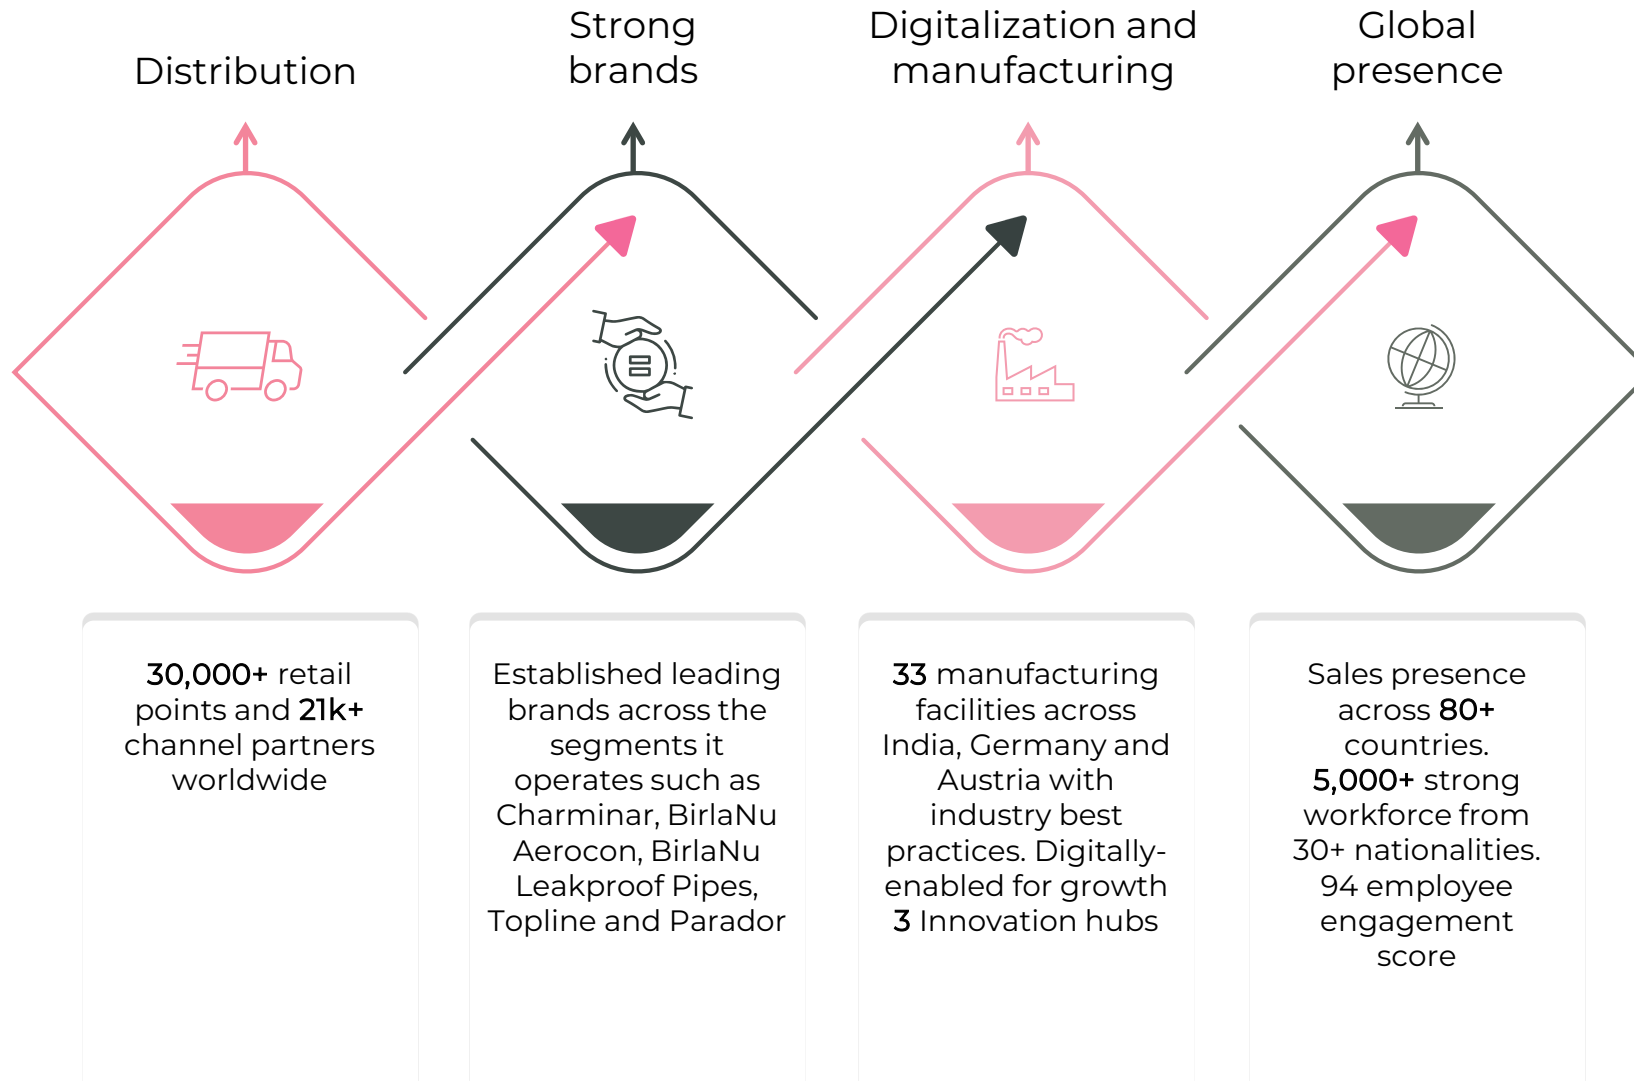 Distribution
Strong
brands
Digitalization and
manufacturing
Global
presence
30,000+ retail
points and 21k+
channel partners
worldwide
Established leading
brands across the
segments it
operates such as
Charminar, BirlaNu
Aerocon, BirlaNu
Leakproof Pipes,
Topline and Parador
33 manufacturing
facilities across
India, Germany and
Austria with
industry best
practices. Digitally-
enabled for growth
3 Innovation hubs
Sales presence
across 80+
countries.
5,000+ strong
workforce from
30+ nationalities.
94 employee
engagement
score